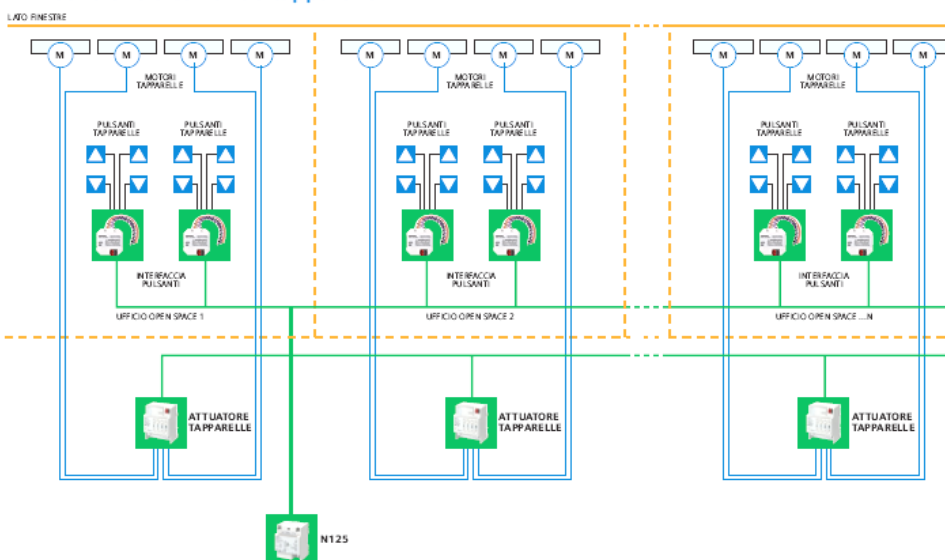 LATO FINESTRE
M M M M M M M M M M M M
MOTORI
TAPPARELLE
MOTORI
TAPPARELLE
MOTORI
TAPPARELLE
PULSANTI
TAPPARELLE
PULSANTI
TAPPARELLE
PULSANTI
TAPPARELLE
PULSANTI
TAPPARELLE
PULSANTI
TAPPARELLE
PULSANTI
TAPPARELLE
INTERFACCIA
PULSANTI
INTERFACCIA
PULSANTI
INTERFACCIA
PULSANTI
UFFICIO OPEN SPACE 1
UFFICIO OPEN SPACE 2
UFFICIO OPEN SPACE ...N
ATTUATORE
TAPPARELLE
ATTUATORE
TAPPARELLE
ATTUATORE
TAPPARELLE
N125